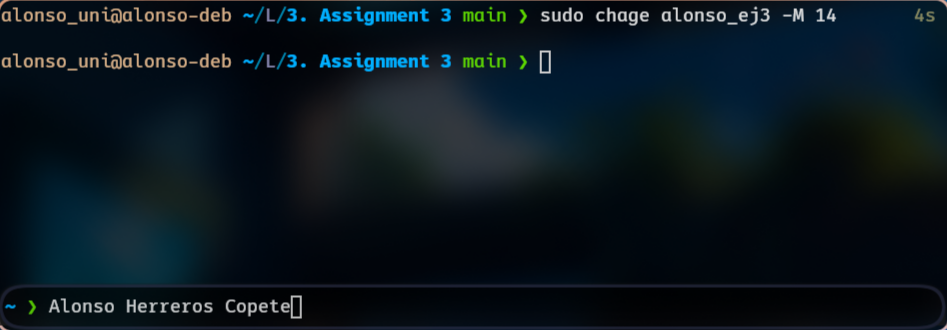 alonso_uni@alonso-deb ~/L/3. Assignment 3 main ❯ sudo chage alonso_ej3 -M 14 4s
alonso_uni@alonso-deb ~/L/3. Assignment 3 main ❯
~ ❯ Alonso Herreros Copete